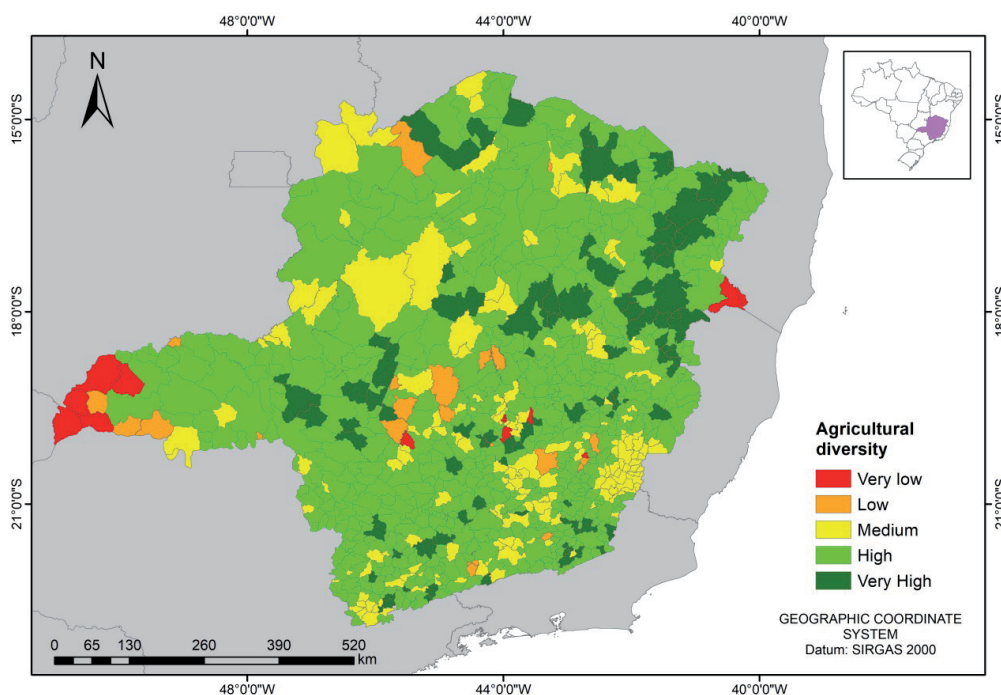 48°0'0"W 44°0'0"W 40°0'0"W
N
15°0'0"S 15°0'0"S
18°0'0"S 18°0'0"S
21°0'0"S 21°0'0"S
Agricultural
diversity
Very low
Low
Medium
High
Very High
GEOGRAPHIC COORDINATE
SYSTEM
Datum: SIRGAS 2000
0 65 130 260 390 520
km
48°0'0"W 44°0'0"W 40°0'0"W